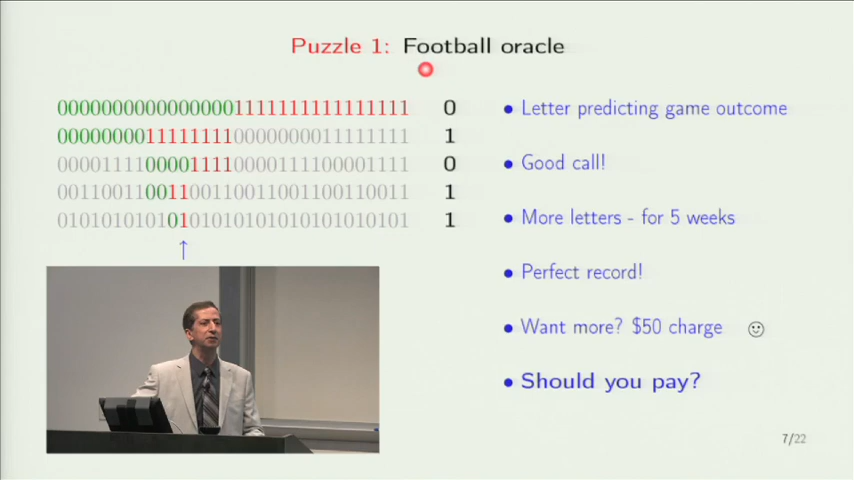 Puzzle 1: Football oracle
00000000000000001111111111111111 0
00000000111111110000000011111111 1
00001111000011110000111100001111 0
00110011001100110011001100110011 1
01010101010101010101010101010101 1
↑
• Letter predicting game outcome
• Good call!
• More letters - for 5 weeks
• Perfect record!
• Want more? $50 charge ☺
• Should you pay?
7/22